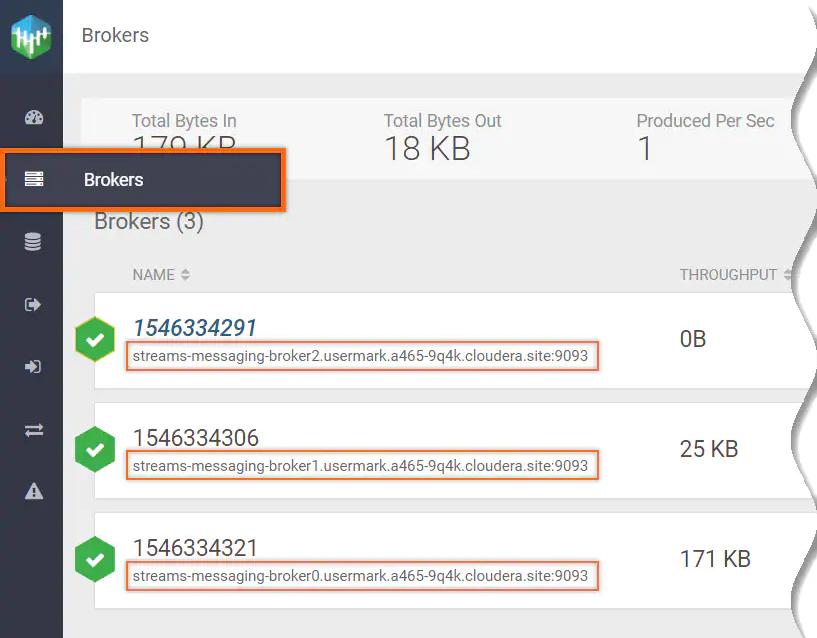 Brokers
Total Bytes In
Total Bytes Out
Produced Per Sec
179 KB
18 KB
1
Brokers
Brokers (3)
NAME
THROUGHPUT
1546334291
streams-messaging-broker2.usermark.a465-9q4k.cloudera.site:9093
0B
1546334306
streams-messaging-broker1.usermark.a465-9q4k.cloudera.site:9093
25 KB
1546334321
streams-messaging-broker0.usermark.a465-9q4k.cloudera.site:9093
171 KB